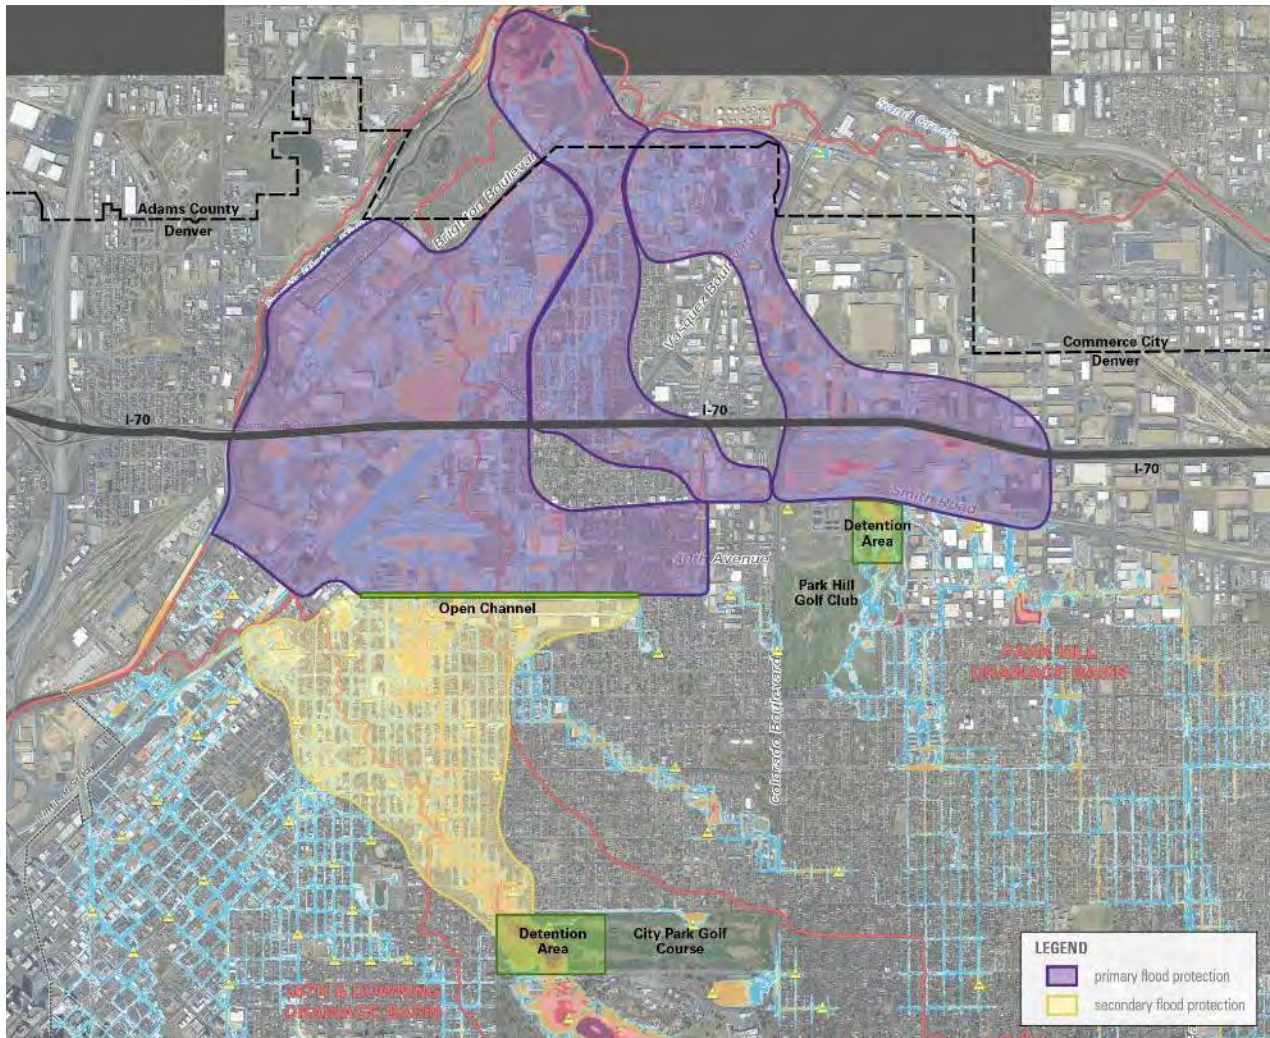 Sand Creek
Adams County
Denver
Brighton Boulevard
Vasquez Boulevard
Commerce City
Denver
I-70
I-70
I-70
Smith Road
Detention
Area
40th Avenue
Park Hill
Golf Club
Open Channel
PARK HILL
DRAINAGE BASIN
Colorado Boulevard
Detention
Area
City Park Golf
Course
36TH & DOWNING
DRAINAGE BASIN
LEGEND
primary flood protection
secondary flood protection